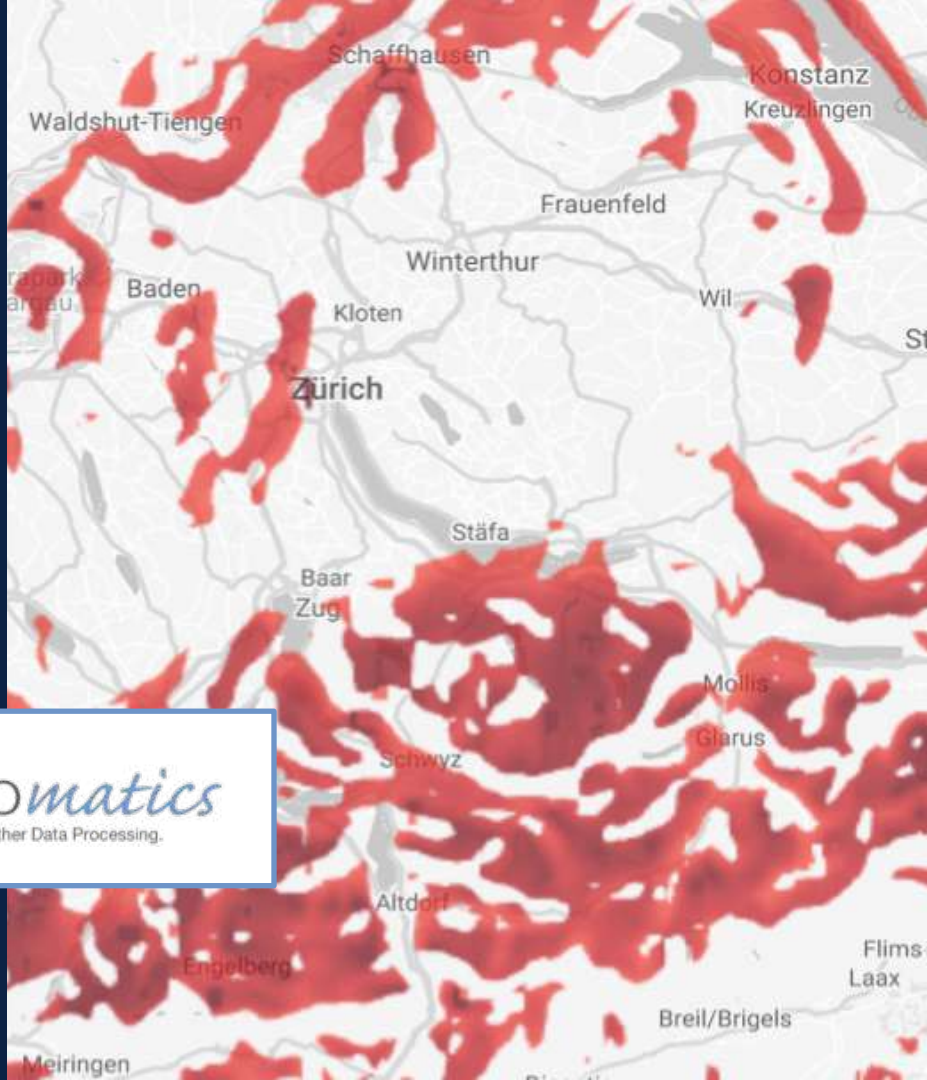 Schaffhausen
Konstanz
Kreuzlingen
Waldshut-Tiengen
Frauenfeld
Winterthur
Baden
Wil
Kloten
St
Zürich
Stäfa
Baar
Zug
Mollis
Glarus
Schwyz
omatics
ther Data Processing.
Altdorf
Flims
Engelberg
Laax
Breil/Brigels
Meiringen